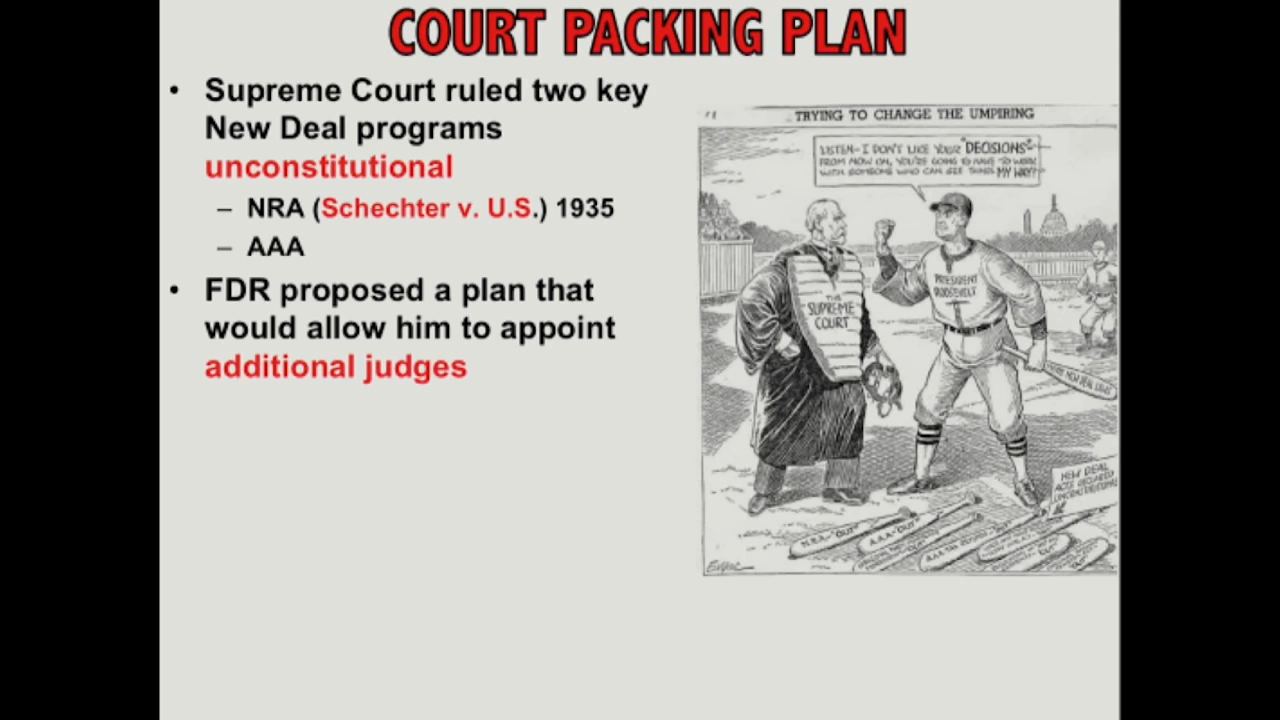 COURT PACKING PLAN
• Supreme Court ruled two key
New Deal programs
unconstitutional
– NRA (Schechter v. U.S.) 1935
– AAA
• FDR proposed a plan that
would allow him to appoint
additional judges
TRYING TO CHANGE THE UMPIRING
LISTEN- I DON'T LIKE YOUR "DECISIONS"-
FROM NOW ON, YOU'RE GOING TO HAVE TO WORK
WITH SOMEONE WHO CAN SEE THINGS MY WAY!
THE
SUPREME
COURT
PRESIDENT
ROOSEVELT
NEW DEAL LAWS
NEW DEAL
ACTS DECLARED
UNCONSTITUTIONAL
N.R.A.-"OUT"
A.A.A.-"OUT"